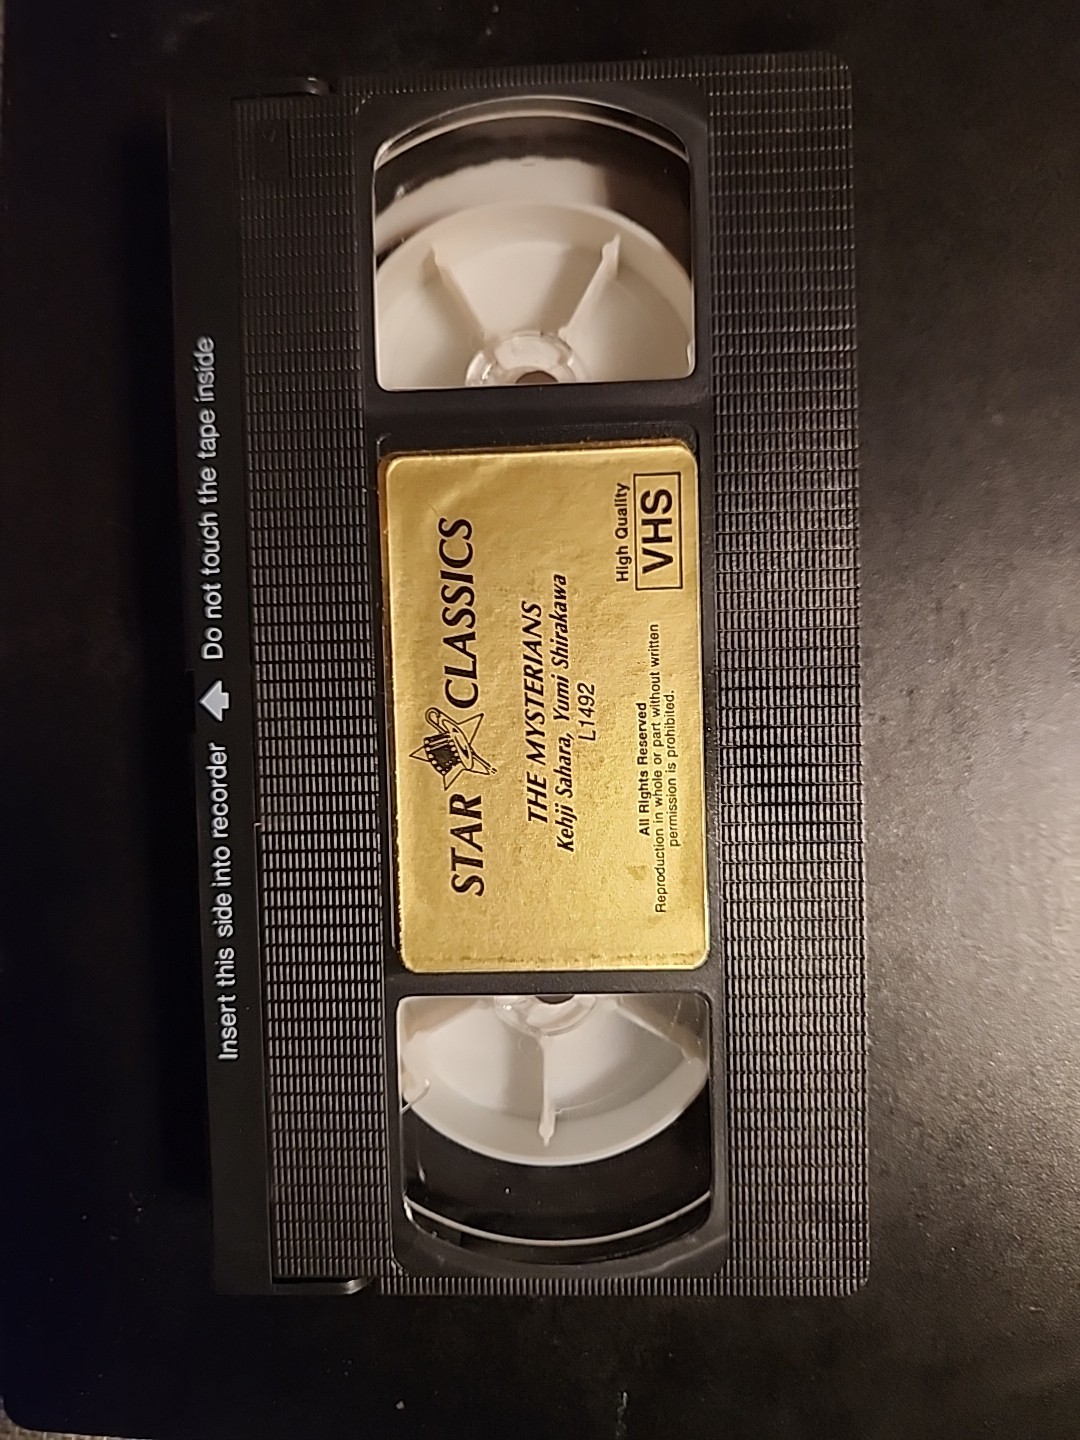 Insert this side into recorder Do not touch the tape inside
STAR CLASSICS
THE MYSTERIANS
Kehji Sahara, Yumi Shirakawa
L1492
High Quality
VHS
All Rights Reserved
Reproduction in whole or part without written
permission is prohibited.